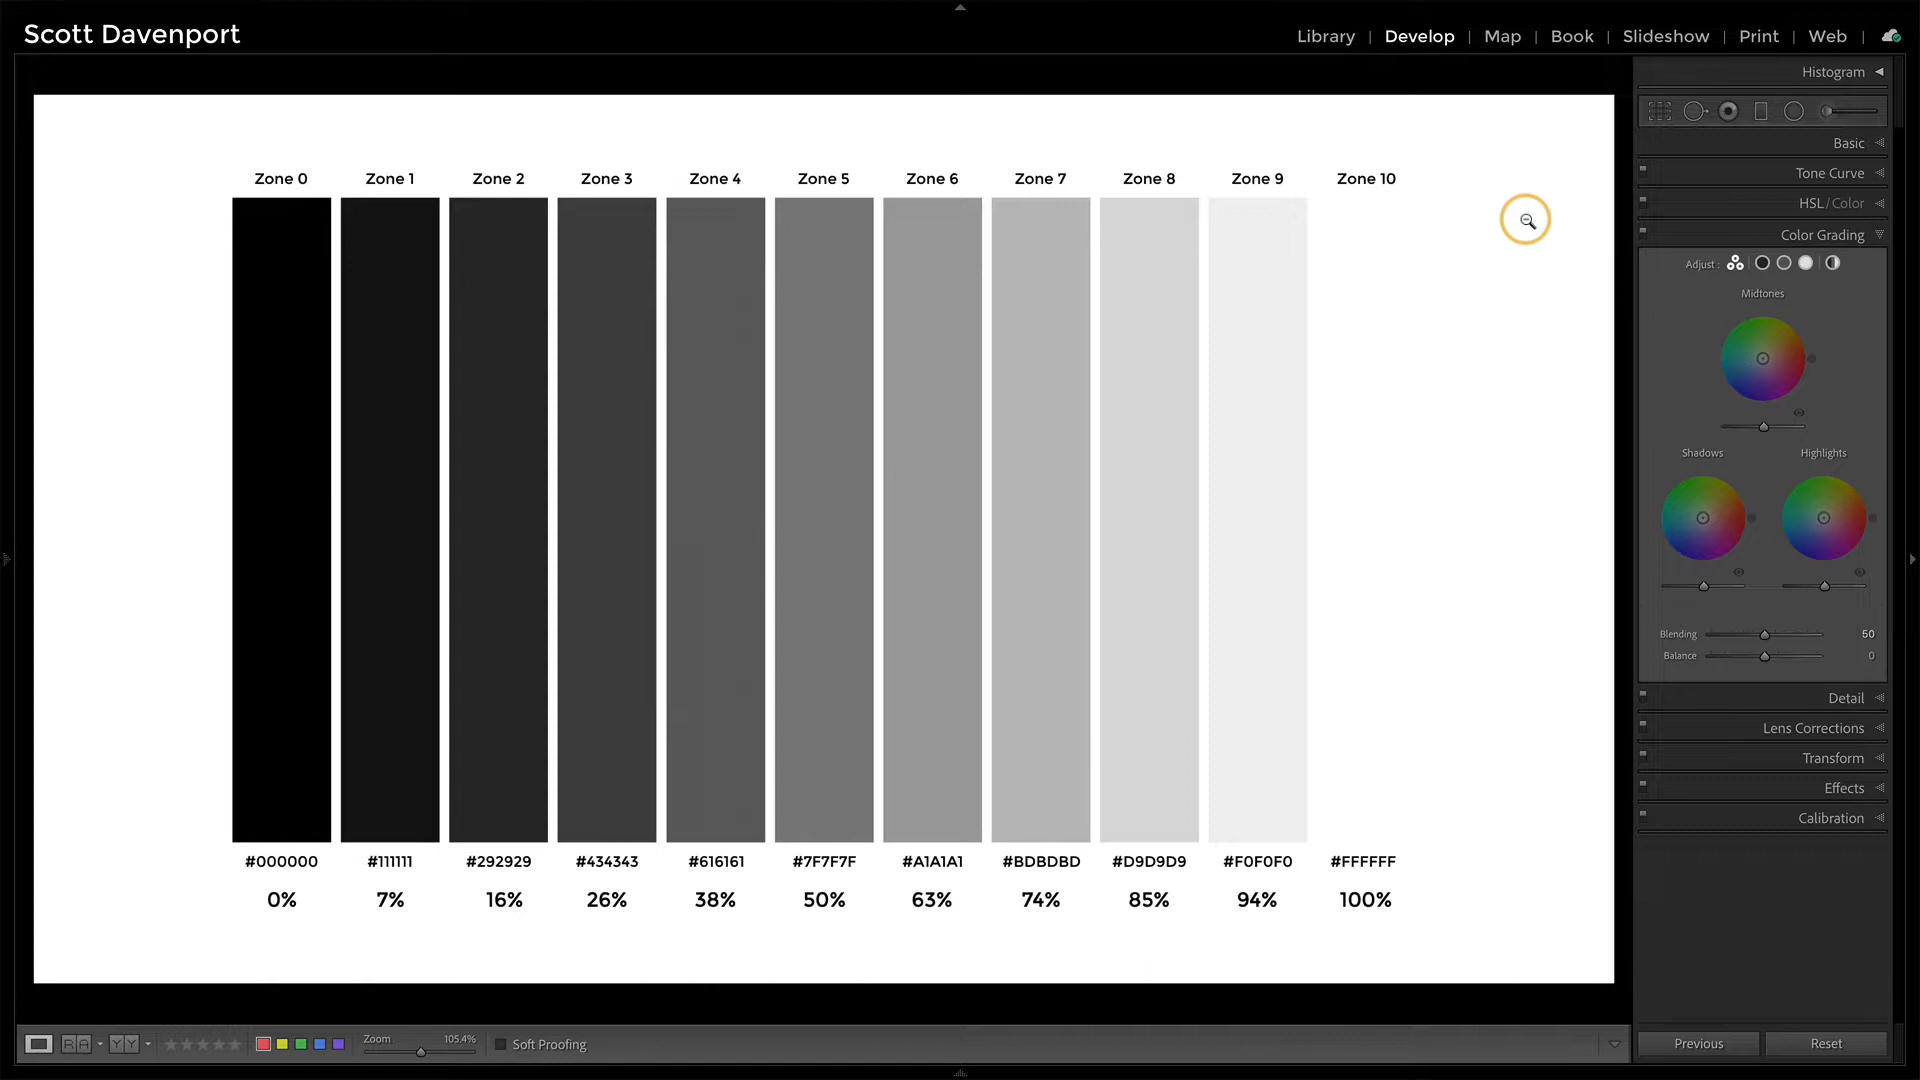 Scott Davenport
Library | Develop | Map | Book | Slideshow | Print | Web |
Histogram
Basic
Tone Curve
HSL / Color
Color Grading
Adjust :
Midtones
Shadows Highlights
Blending 50
Balance 0
Detail
Lens Corrections
Transform
Effects
Calibration
Zone 0 Zone 1 Zone 2 Zone 3 Zone 4 Zone 5 Zone 6 Zone 7 Zone 8 Zone 9 Zone 10
#000000 #111111 #292929 #434343 #616161 #7F7F7F #A1A1A1 #BDBDBD #D9D9D9 #F0F0F0 #FFFFFF
0% 7% 16% 26% 38% 50% 63% 74% 85% 94% 100%
R A Y Y Zoom 105.4% Soft Proofing
Previous Reset